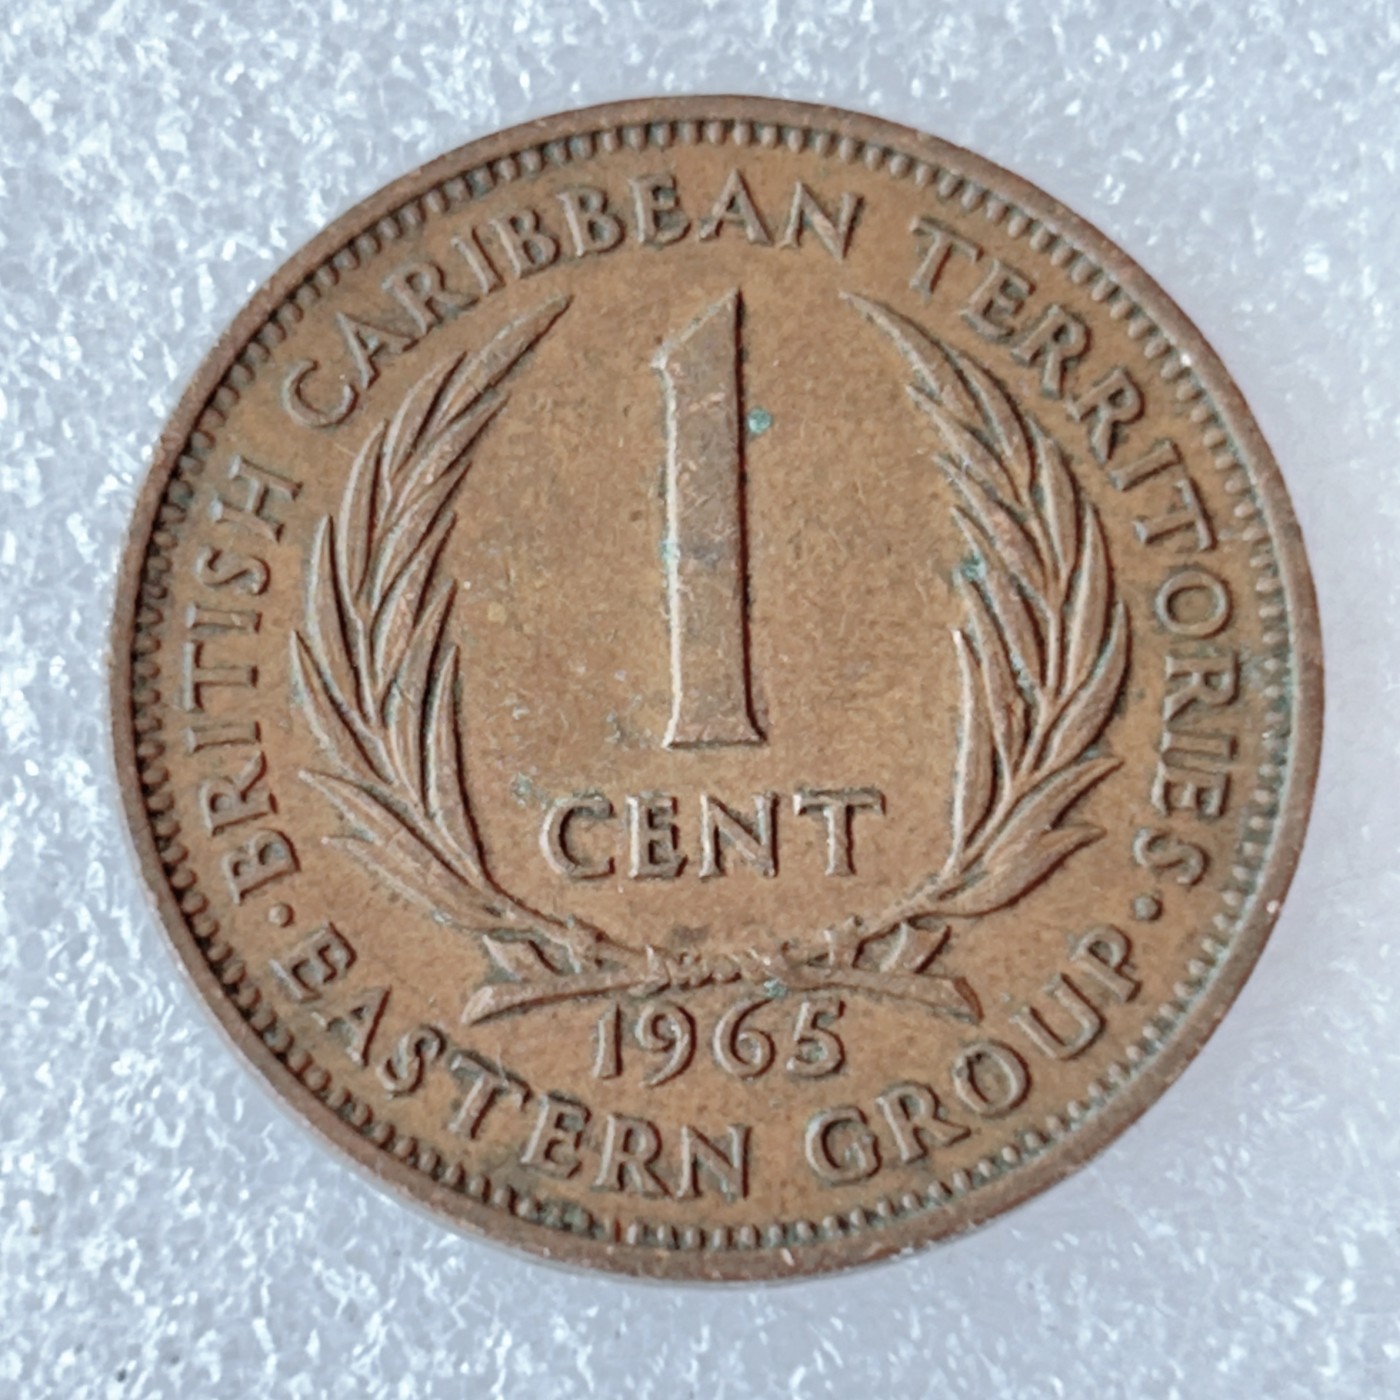 BRITISH CARIBBEAN TERRITORIES
1
CENT
1965
· EASTERN GROUP ·